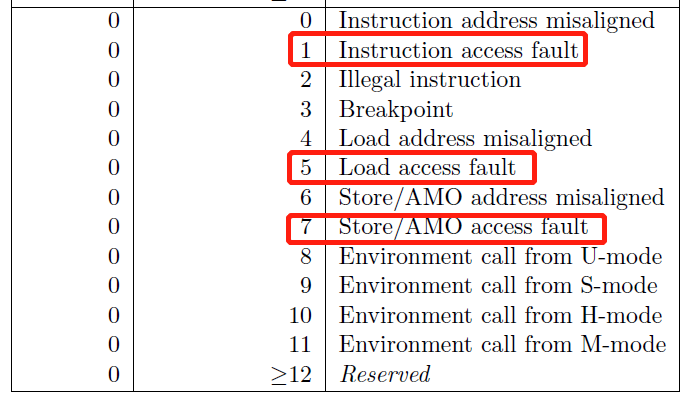 0 0 Instruction address misaligned
0 1 Instruction access fault
0 2 Illegal instruction
0 3 Breakpoint
0 4 Load address misaligned
0 5 Load access fault
0 6 Store/AMO address misaligned
0 7 Store/AMO access fault
0 8 Environment call from U-mode
0 9 Environment call from S-mode
0 10 Environment call from H-mode
0 11 Environment call from M-mode
0 ≥12 Reserved